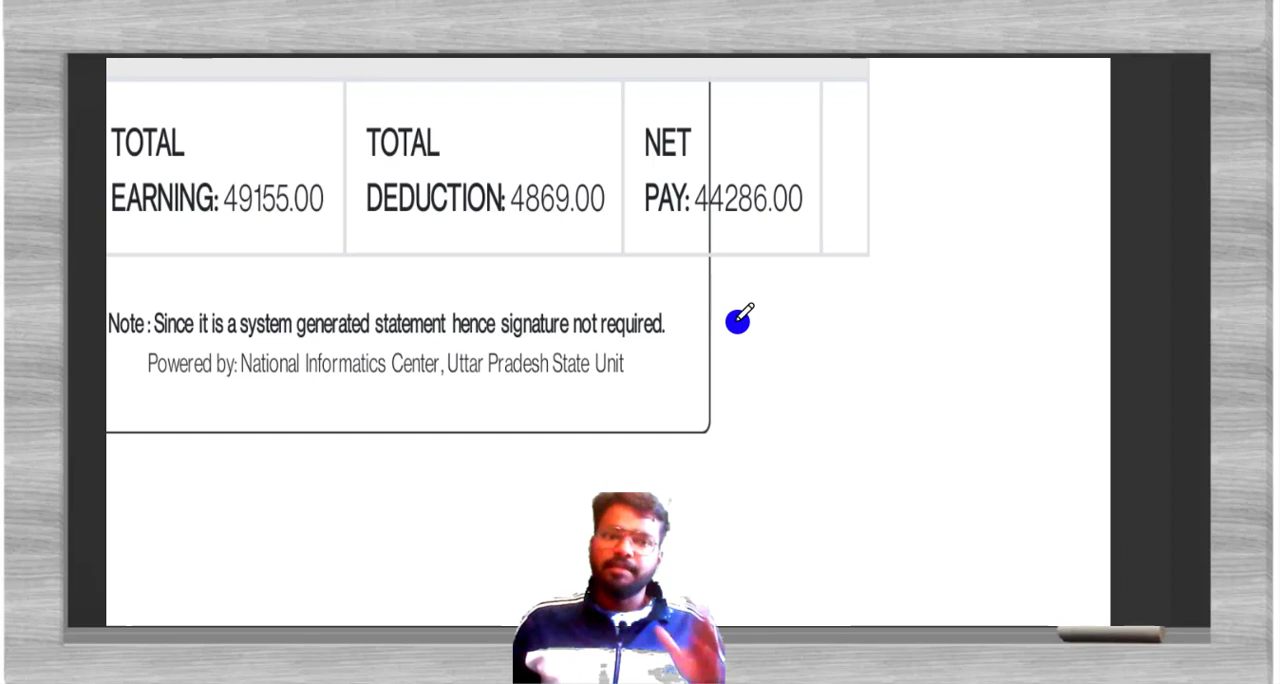 TOTAL
EARNING: 49155.00
TOTAL
DEDUCTION: 4869.00
NET
PAY: 44286.00
Note : Since it is a system generated statement hence signature not required.
Powered by: National Informatics Center, Uttar Pradesh State Unit